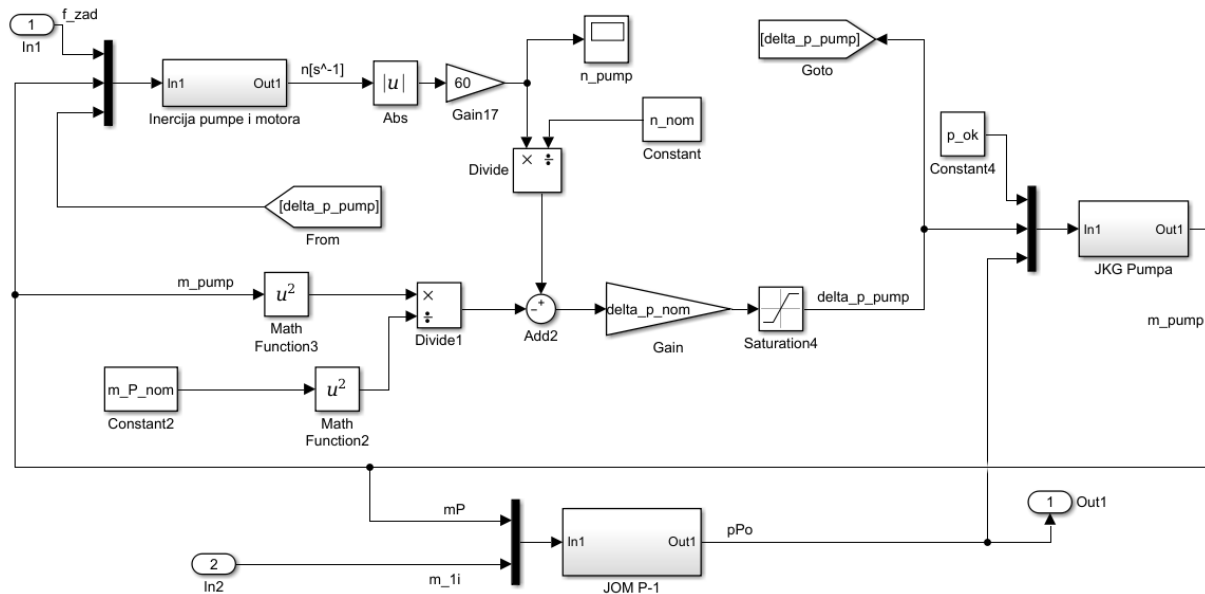 1
In1
f_zad
In1
Out1
Inercija pumpe i motora
n[s^-1]
|u|
Abs
60
Gain17
n_pump
n_nom
Constant
× ÷
Divide
[delta_p_pump]
Goto
p_ok
Constant4
In1
Out1
JKG Pumpa
m_pump
[delta_p_pump]
From
m_pump
u²
Math
Function3
×
÷
Divide1
m_P_nom
Constant2
u²
Math
Function2
- +
Add2
delta_p_nom
Gain
Saturation4
delta_p_pump
mP
2
In2
m_1i
In1
Out1
JOM P-1
pPo
1
Out1